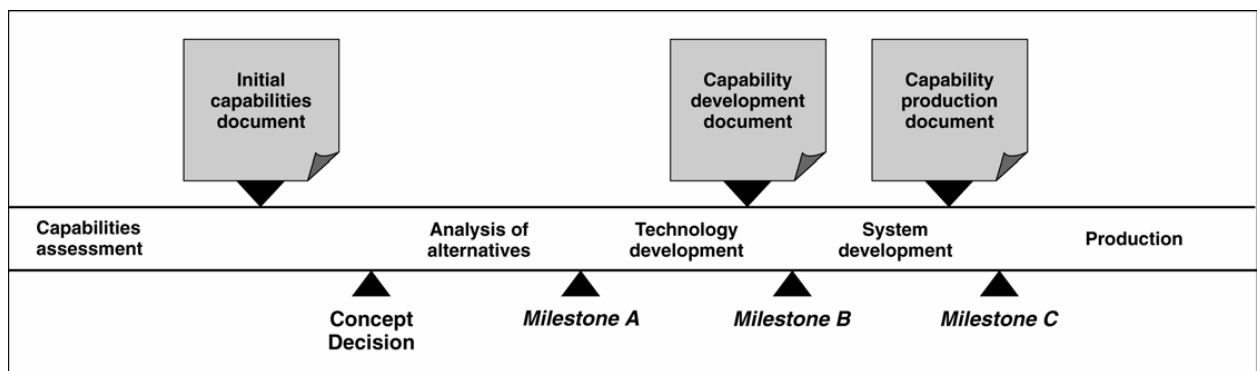 Initial
capabilities
document
Capability
development
document
Capability
production
document
Capabilities
assessment
Analysis of
alternatives
Technology
development
System
development
Production
Concept
Decision
Milestone A
Milestone B
Milestone C